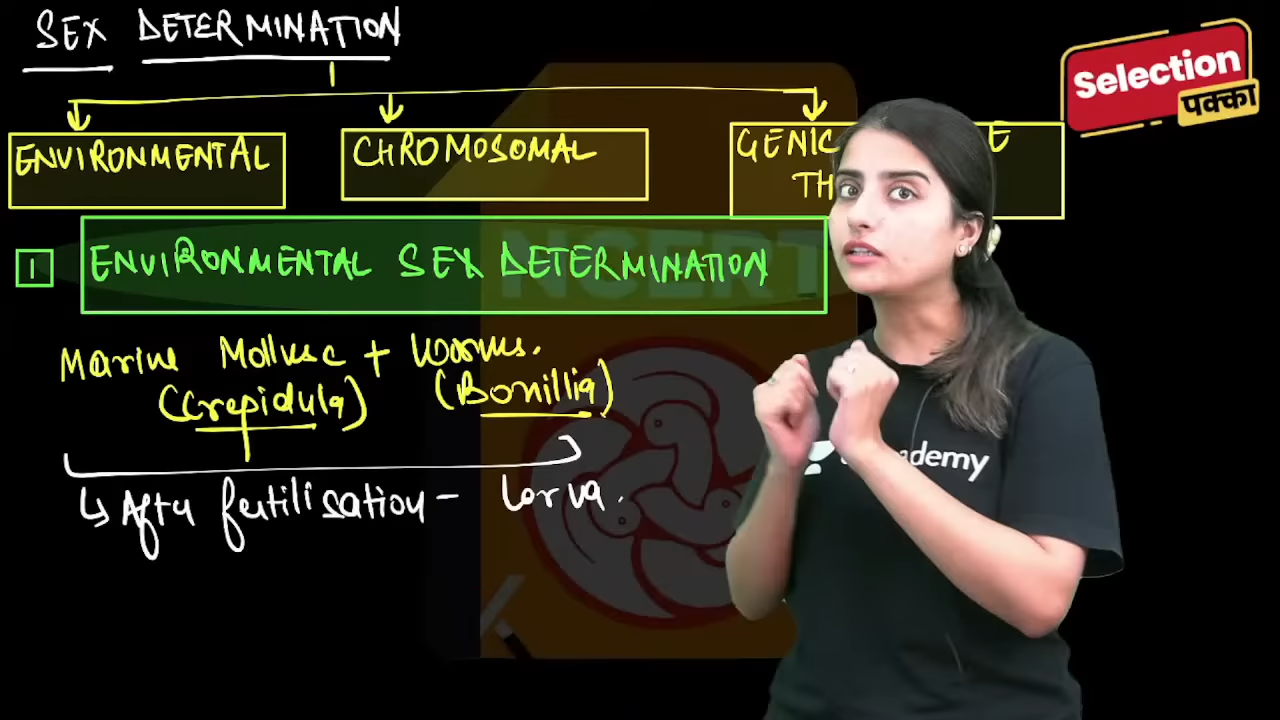 SEX DETERMINATION
Selection
पक्का
ENVIRONMENTAL
CHROMOSOMAL
GENIC
E
TH
1
ENVIRONMENTAL SEX DETERMINATION
NCERT
Marine Mollusc + Worms.
(Crepidula) (Bonillia)
↳ After fertilisation - Larva.